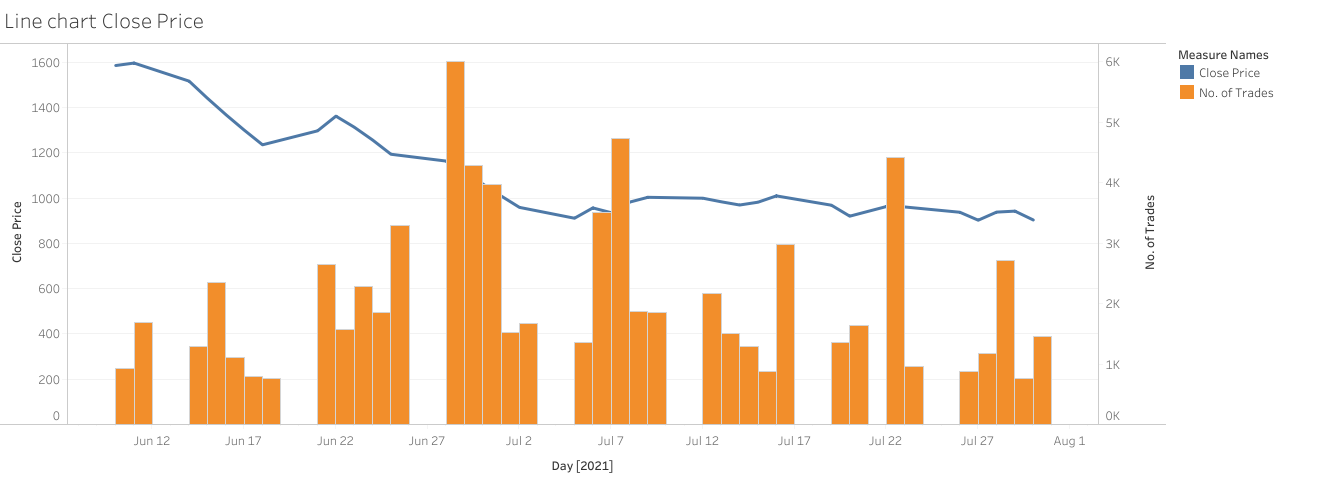 Line chart Close Price
1600
1400
1200
1000
800
600
400
200
0
Close Price
6K
5K
4K
3K
2K
1K
0K
No. of Trades
Jun 12 Jun 17 Jun 22 Jun 27 Jul 2 Jul 7 Jul 12 Jul 17 Jul 22 Jul 27 Aug 1
Day [2021]
Measure Names
Close Price
No. of Trades